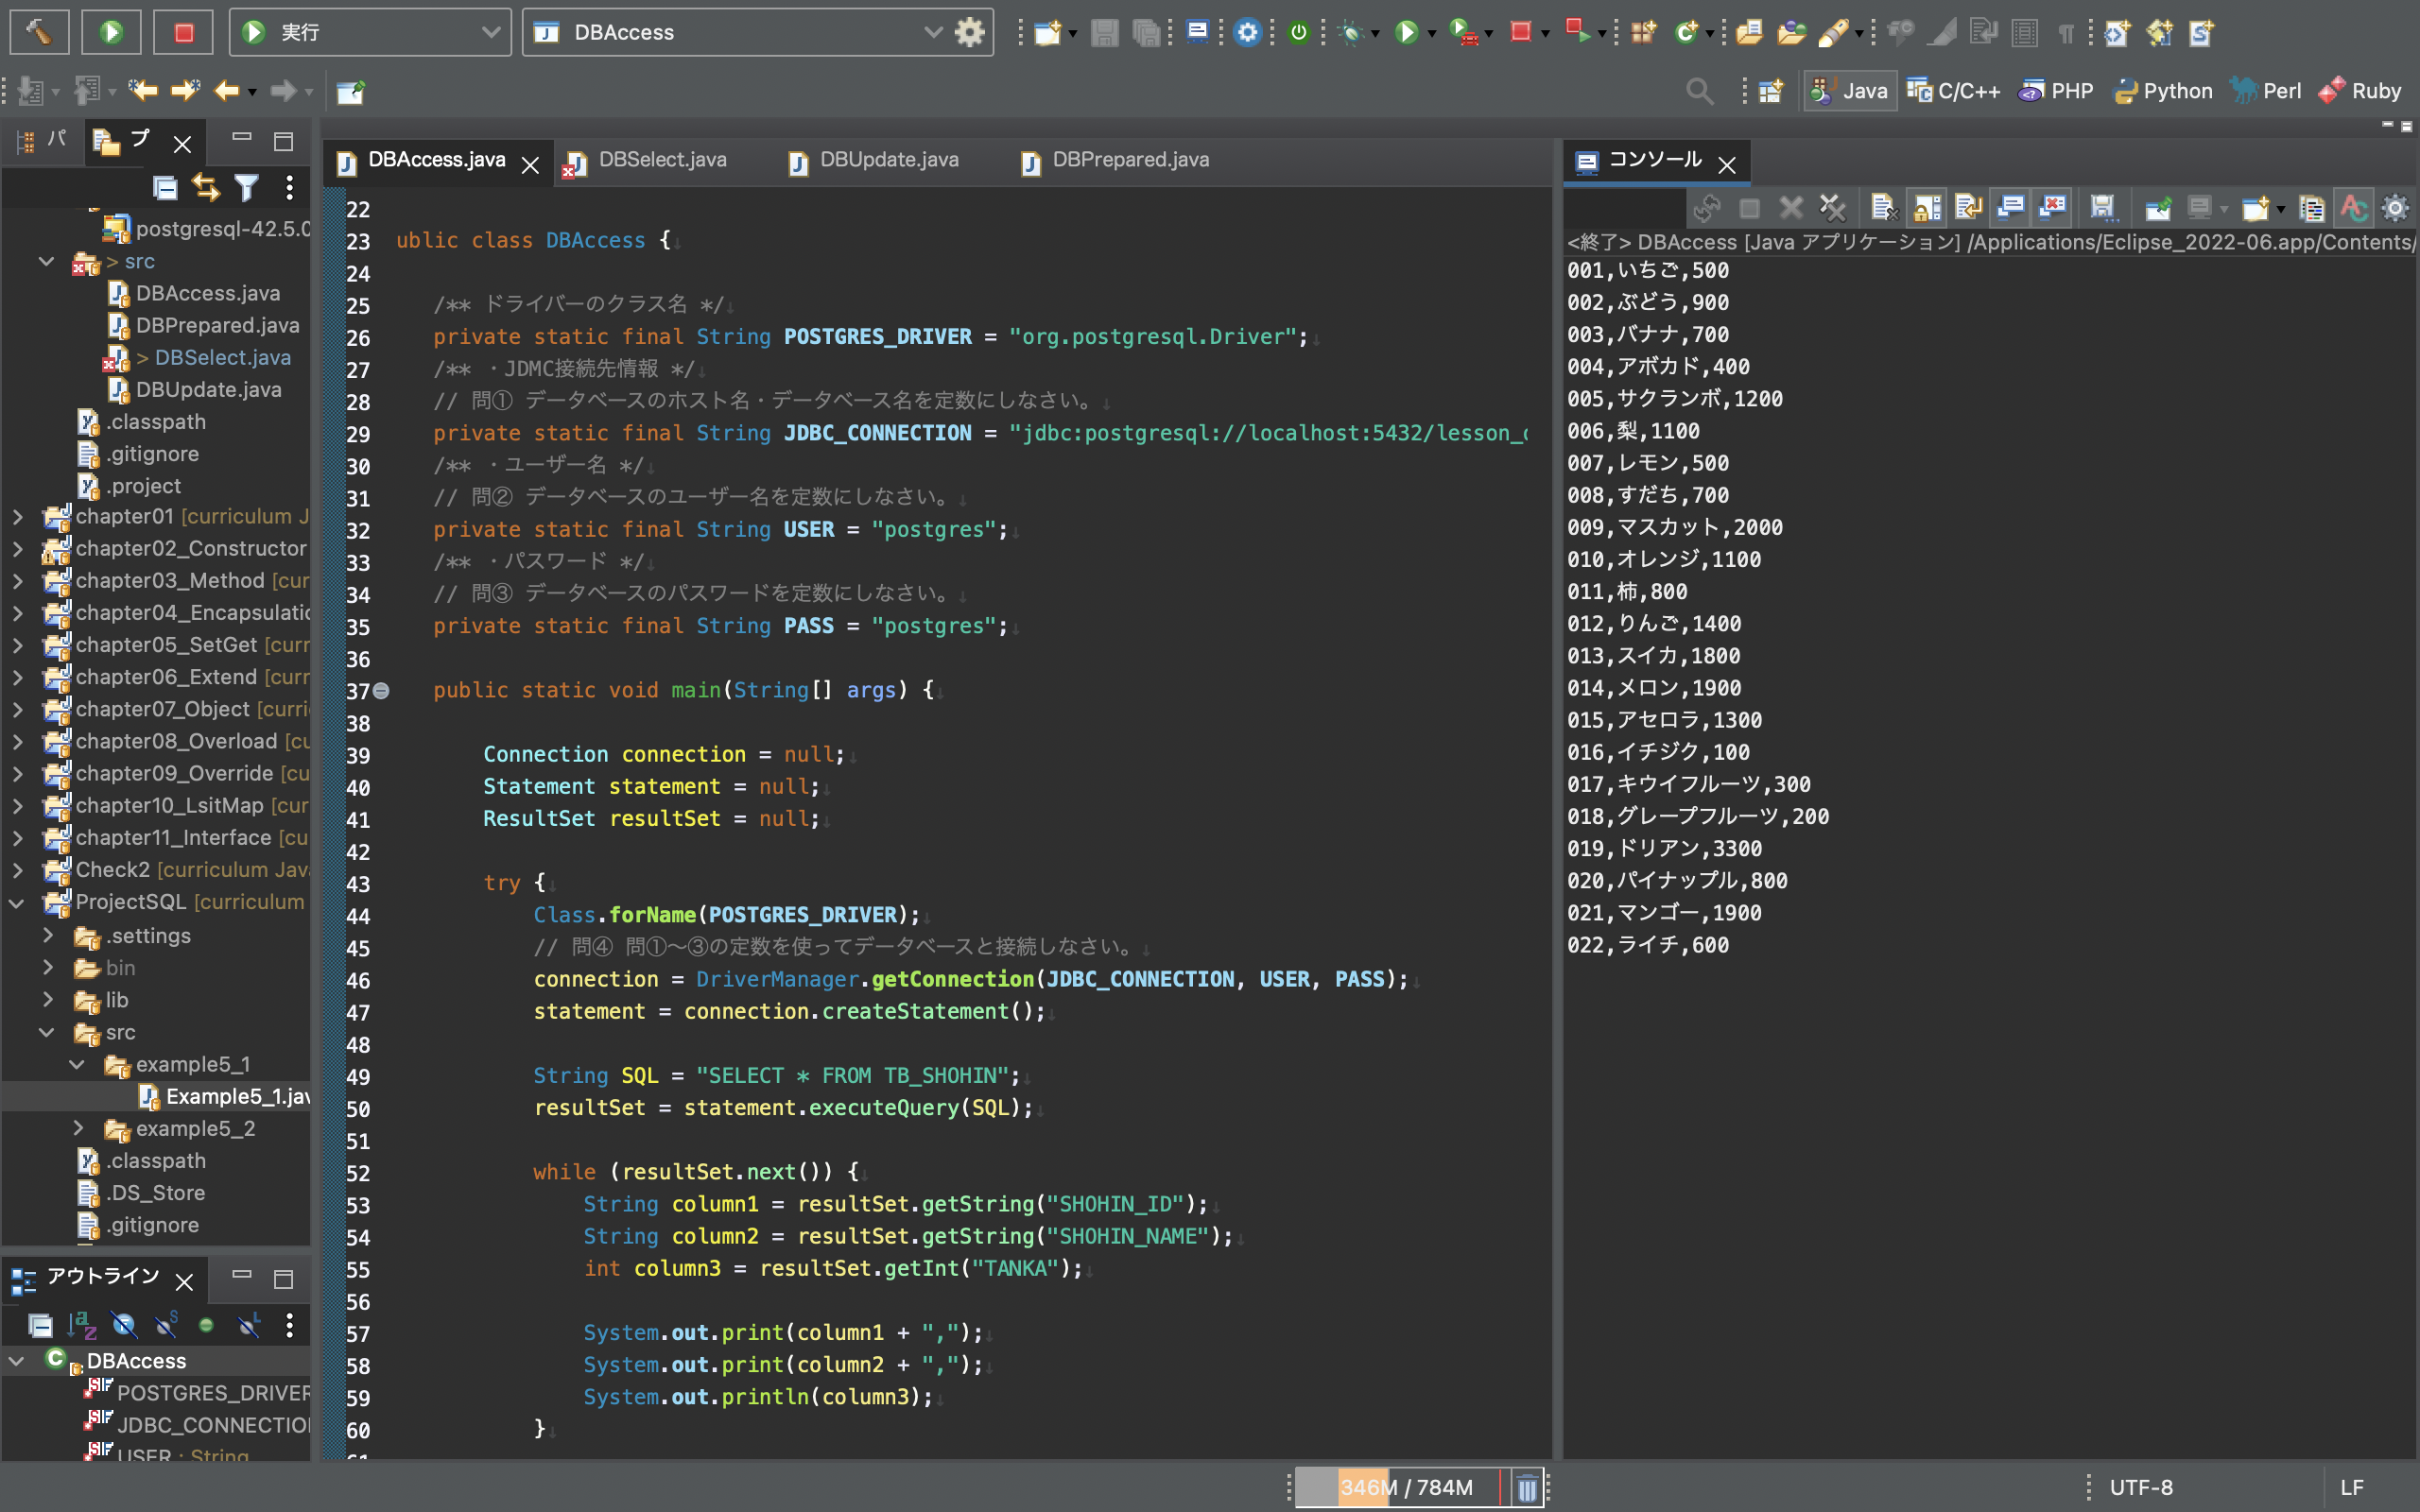 実行
DBAccess
Java
C/C++
PHP
Python
Perl
Ruby
パ
プ
postgresql-42.5.0
> src
DBAccess.java
DBPrepared.java
> DBSelect.java
DBUpdate.java
.classpath
.gitignore
.project
chapter01 [curriculum J
chapter02_Constructor
chapter03_Method [cur
chapter04_Encapsulatio
chapter05_SetGet [curr
chapter06_Extend [curr
chapter07_Object [curri
chapter08_Overload [cu
chapter09_Override [cu
chapter10_LsitMap [cur
chapter11_Interface [cu
Check2 [curriculum Java
ProjectSQL [curriculum
.settings
bin
lib
src
example5_1
Example5_1.jav
example5_2
.classpath
.DS_Store
.gitignore
アウトライン
DBAccess
POSTGRES_DRIVER
JDBC_CONNECTIO
USER : String
DBAccess.java
DBSelect.java
DBUpdate.java
DBPrepared.java
22
23 ublic class DBAccess {↓
24
25 /** ドライバーのクラス名 */↓
26 private static final String POSTGRES_DRIVER = "org.postgresql.Driver";↓
27 /** ・JDMC接続先情報 */↓
28 // 問① データベースのホスト名・データベース名を定数にしなさい。↓
29 private static final String JDBC_CONNECTION = "jdbc:postgresql://localhost:5432/lesson_
30 /** ・ユーザー名 */↓
31 // 問② データベースのユーザー名を定数にしなさい。↓
32 private static final String USER = "postgres";↓
33 /** ・パスワード */↓
34 // 問③ データベースのパスワードを定数にしなさい。↓
35 private static final String PASS = "postgres";↓
36
37 public static void main(String[] args) {↓
38
39 Connection connection = null;↓
40 Statement statement = null;↓
41 ResultSet resultSet = null;↓
42
43 try {↓
44 Class.forName(POSTGRES_DRIVER);↓
45 // 問④ 問①〜③の定数を使ってデータベースと接続しなさい。↓
46 connection = DriverManager.getConnection(JDBC_CONNECTION, USER, PASS);↓
47 statement = connection.createStatement();↓
48
49 String SQL = "SELECT * FROM TB_SHOHIN";↓
50 resultSet = statement.executeQuery(SQL);↓
51
52 while (resultSet.next()) {↓
53 String column1 = resultSet.getString("SHOHIN_ID");↓
54 String column2 = resultSet.getString("SHOHIN_NAME");↓
55 int column3 = resultSet.getInt("TANKA");↓
56
57 System.out.print(column1 + ",");↓
58 System.out.print(column2 + ",");↓
59 System.out.println(column3);↓
60 }↓
コンソール
<終了> DBAccess [Java アプリケーション] /Applications/Eclipse_2022-06.app/Contents/
001,いちご,500
002,ぶどう,900
003,バナナ,700
004,アボカド,400
005,サクランボ,1200
006,梨,1100
007,レモン,500
008,すだち,700
009,マスカット,2000
010,オレンジ,1100
011,柿,800
012,りんご,1400
013,スイカ,1800
014,メロン,1900
015,アセロラ,1300
016,イチジク,100
017,キウイフルーツ,300
018,グレープフルーツ,200
019,ドリアン,3300
020,パイナップル,800
021,マンゴー,1900
022,ライチ,600
346M / 784M
UTF-8
LF